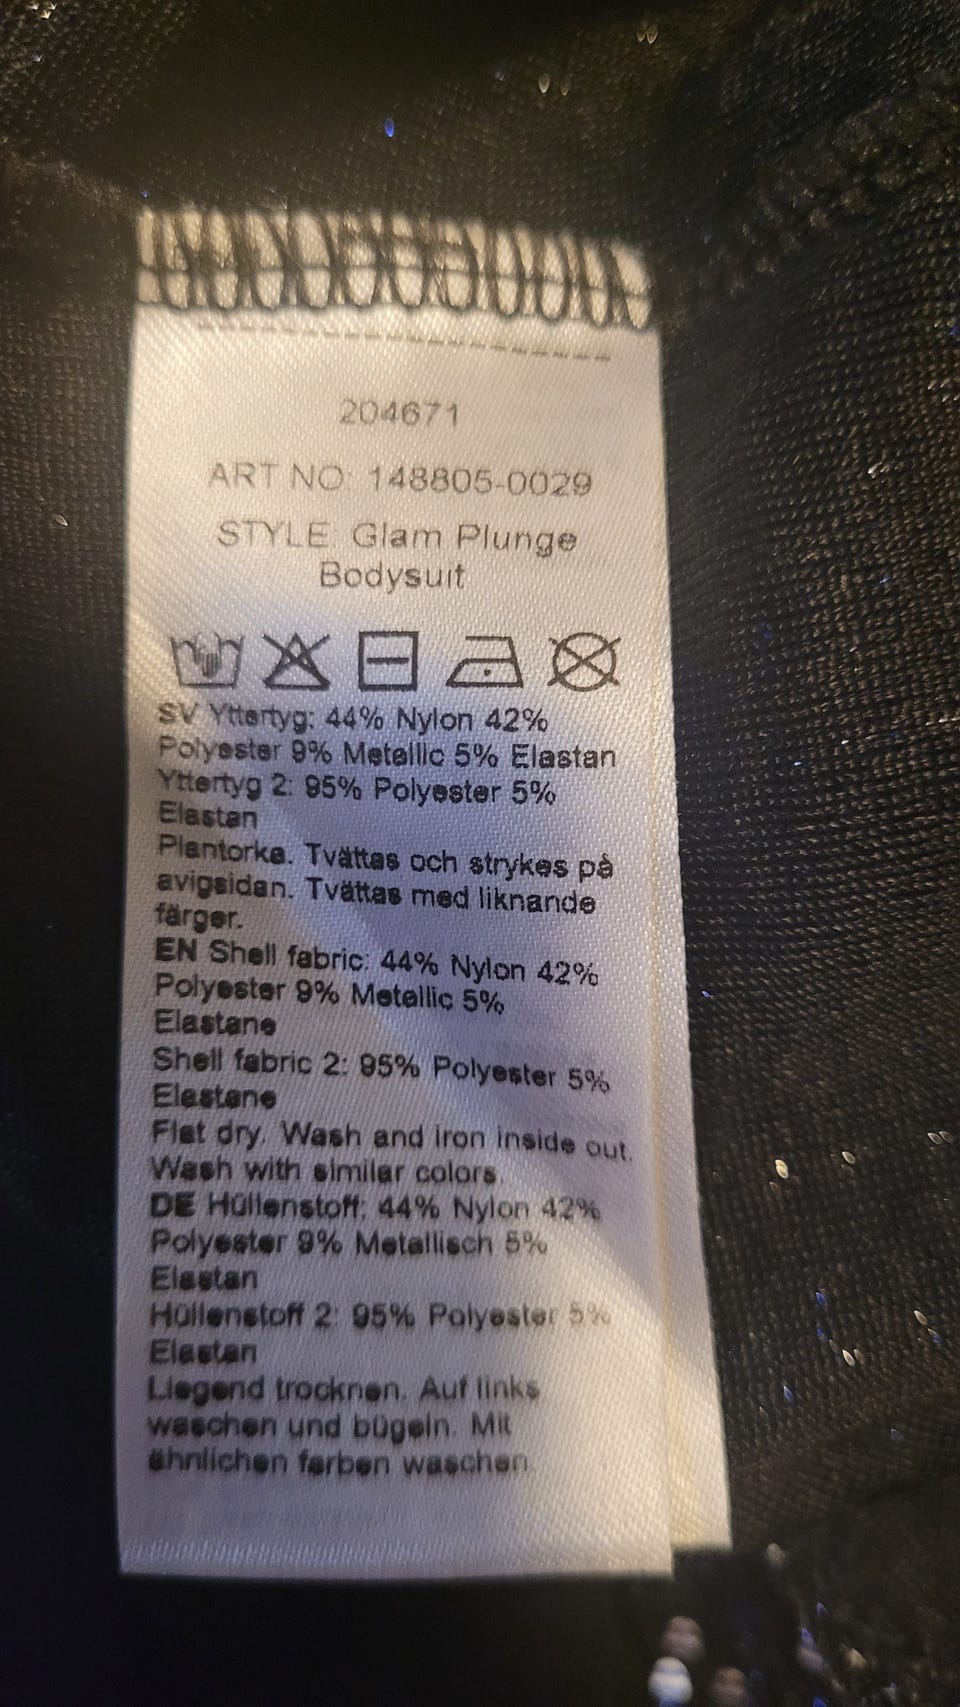 204671
ART NO: 148805-0029
STYLE: Glam Plunge
Bodysuit
SV Yttertyg: 44% Nylon 42%
Polyester 9% Metallic 5% Elastan
Yttertyg 2: 95% Polyester 5%
Elastan
Plantorka. Tvättas och strykes på
avigsidan. Tvättas med liknande
färger.
EN Shell fabric: 44% Nylon 42%
Polyester 9% Metallic 5%
Elastane
Shell fabric 2: 95% Polyester 5%
Elastane
Flat dry. Wash and iron inside out.
Wash with similar colors.
DE Hüllenstoff: 44% Nylon 42%
Polyester 9% Metallisch 5%
Elastan
Hüllenstoff 2: 95% Polyester 5%
Elastan
Liegend trocknen. Auf links
waschen und bügeln. Mit
ähnlichen farben waschen.